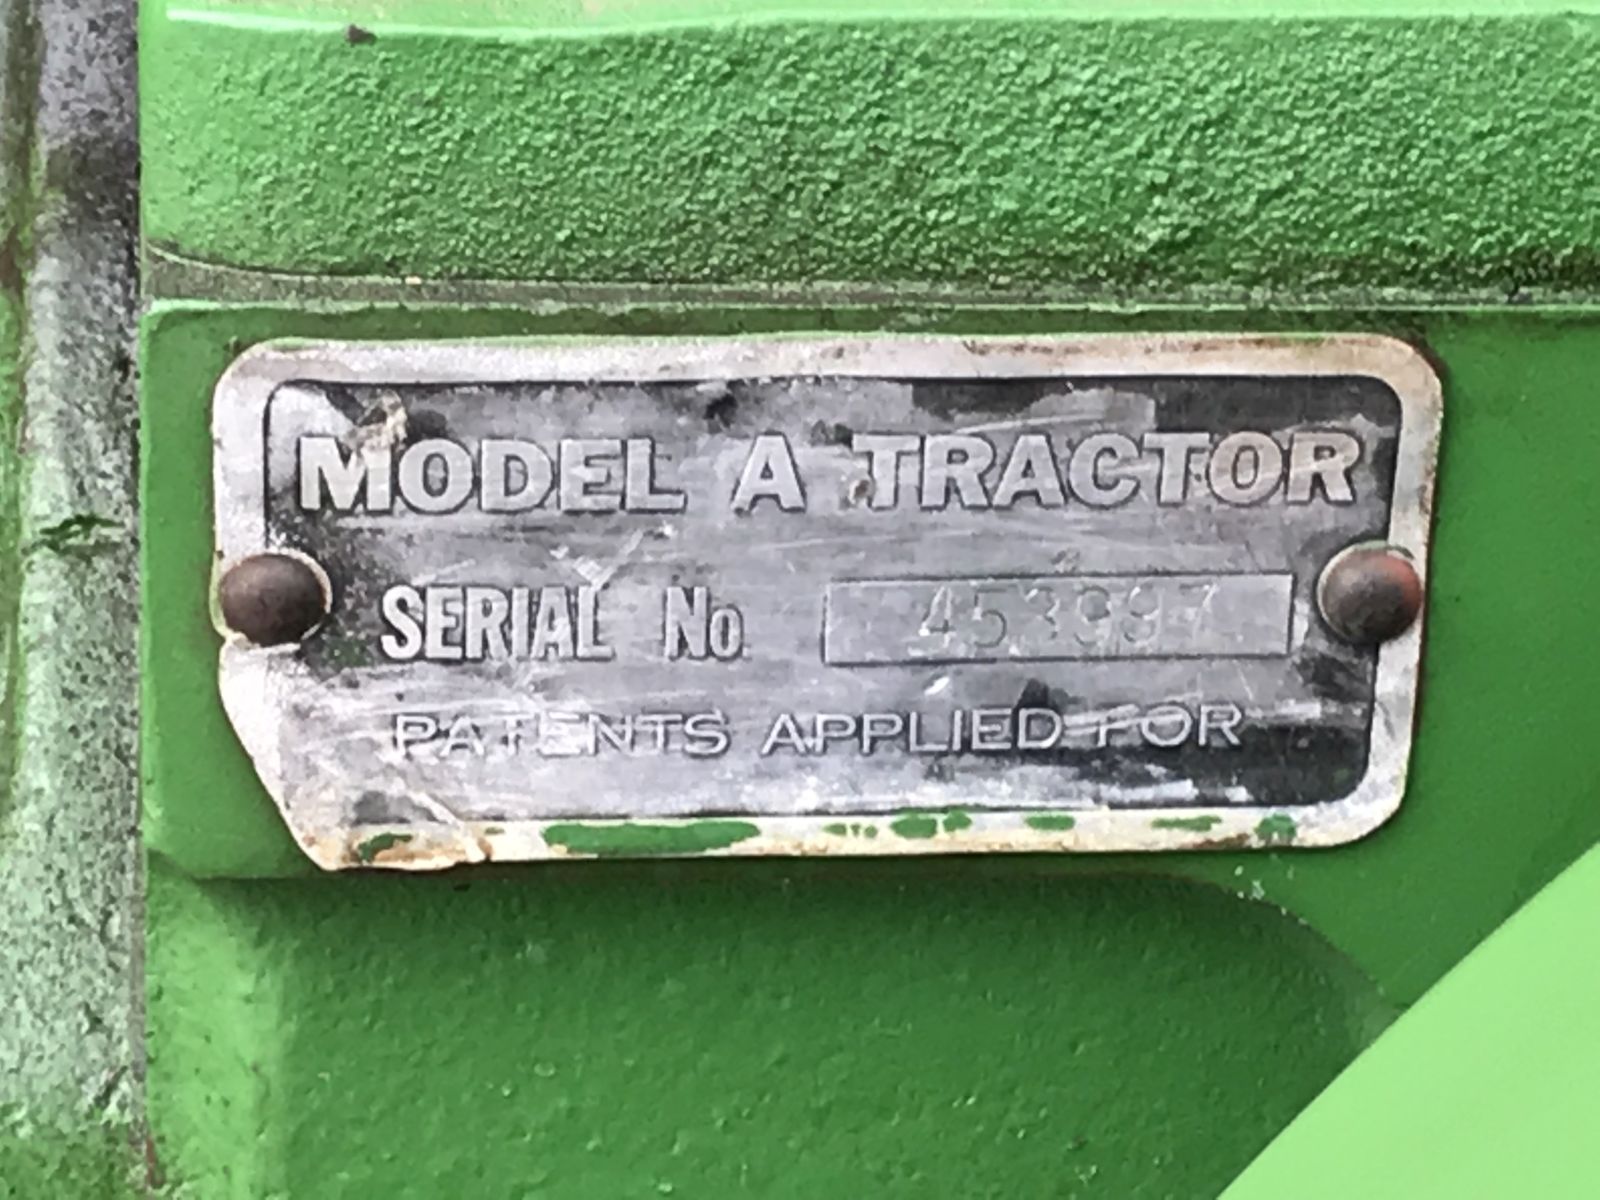 MODEL A TRACTOR
SERIAL No 453997
PATENTS APPLIED FOR